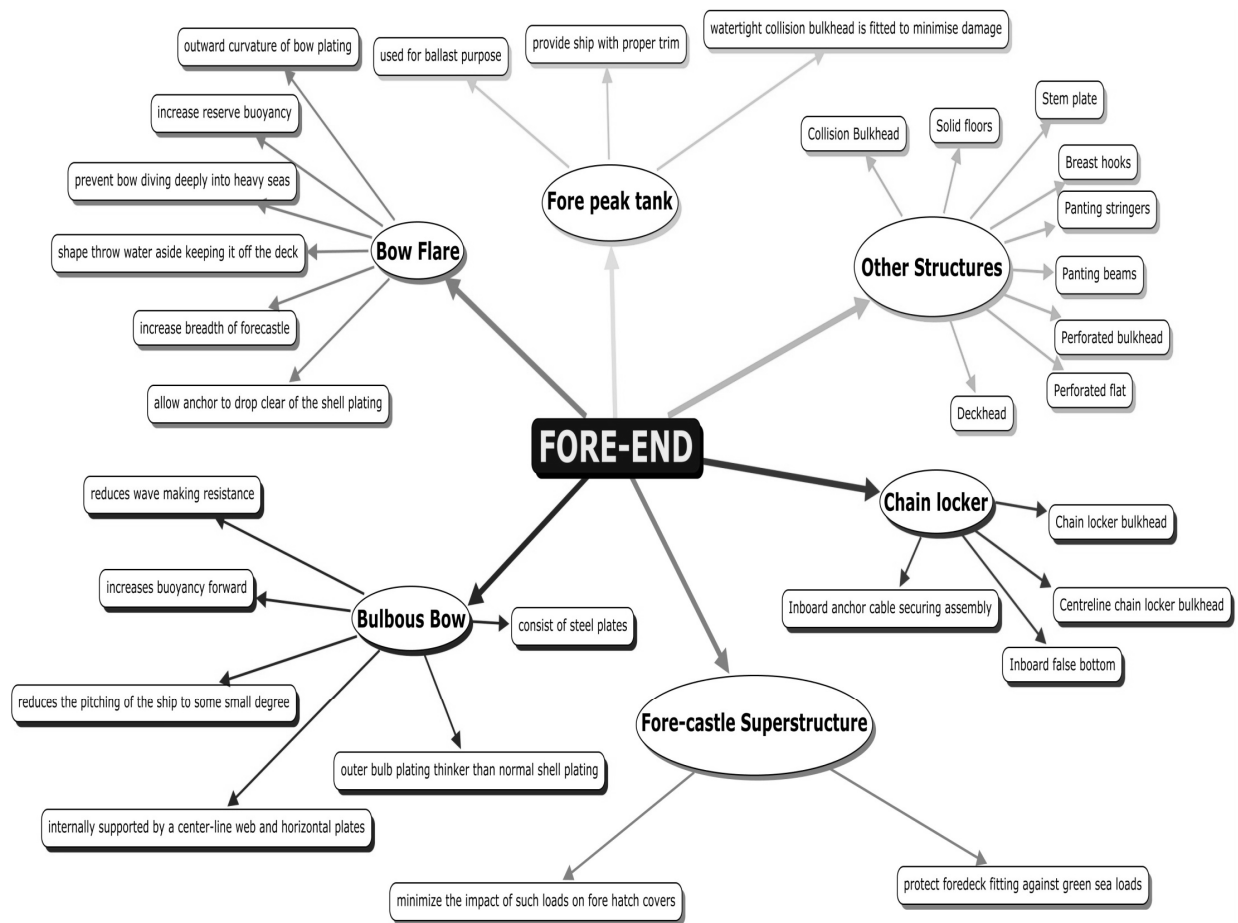 FORE-END
Bow Flare
outward curvature of bow plating
increase reserve buoyancy
prevent bow diving deeply into heavy seas
shape throw water aside keeping it off the deck
increase breadth of forecastle
allow anchor to drop clear of the shell plating
Fore peak tank
used for ballast purpose
provide ship with proper trim
watertight collision bulkhead is fitted to minimise damage
Other Structures
Collision Bulkhead
Solid floors
Stem plate
Breast hooks
Panting stringers
Panting beams
Perforated bulkhead
Perforated flat
Deckhead
Chain locker
Chain locker bulkhead
Centreline chain locker bulkhead
Inboard false bottom
Inboard anchor cable securing assembly
Fore-castle Superstructure
minimize the impact of such loads on fore hatch covers
protect foredeck fitting against green sea loads
Bulbous Bow
reduces wave making resistance
increases buoyancy forward
reduces the pitching of the ship to some small degree
internally supported by a center-line web and horizontal plates
outer bulb plating thinker than normal shell plating
consist of steel plates